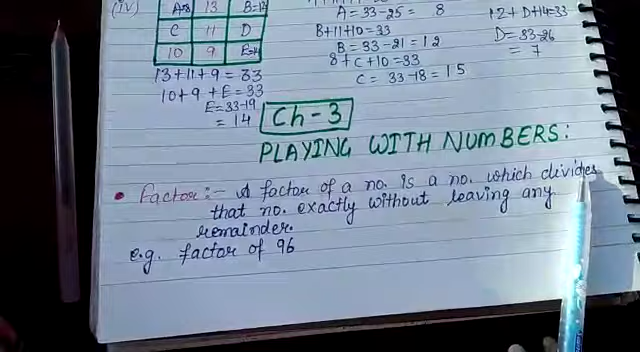 (iv)
A=8 13 B=12
C 11 D
10 9 E=14
13+11+9=33
10+9+E=33
E=33-19
=14
A=33-25= 8
B+11+10=33
B=33-21=12
8+C+10=33
C=33-18=15
12+D+14=33
D=33-26
=7
Ch-3
PLAYING WITH NUMBERS:
• Factor:- A factor of a no. is a no. which divides
that no. exactly without leaving any
remainder.
e.g. factor of 96